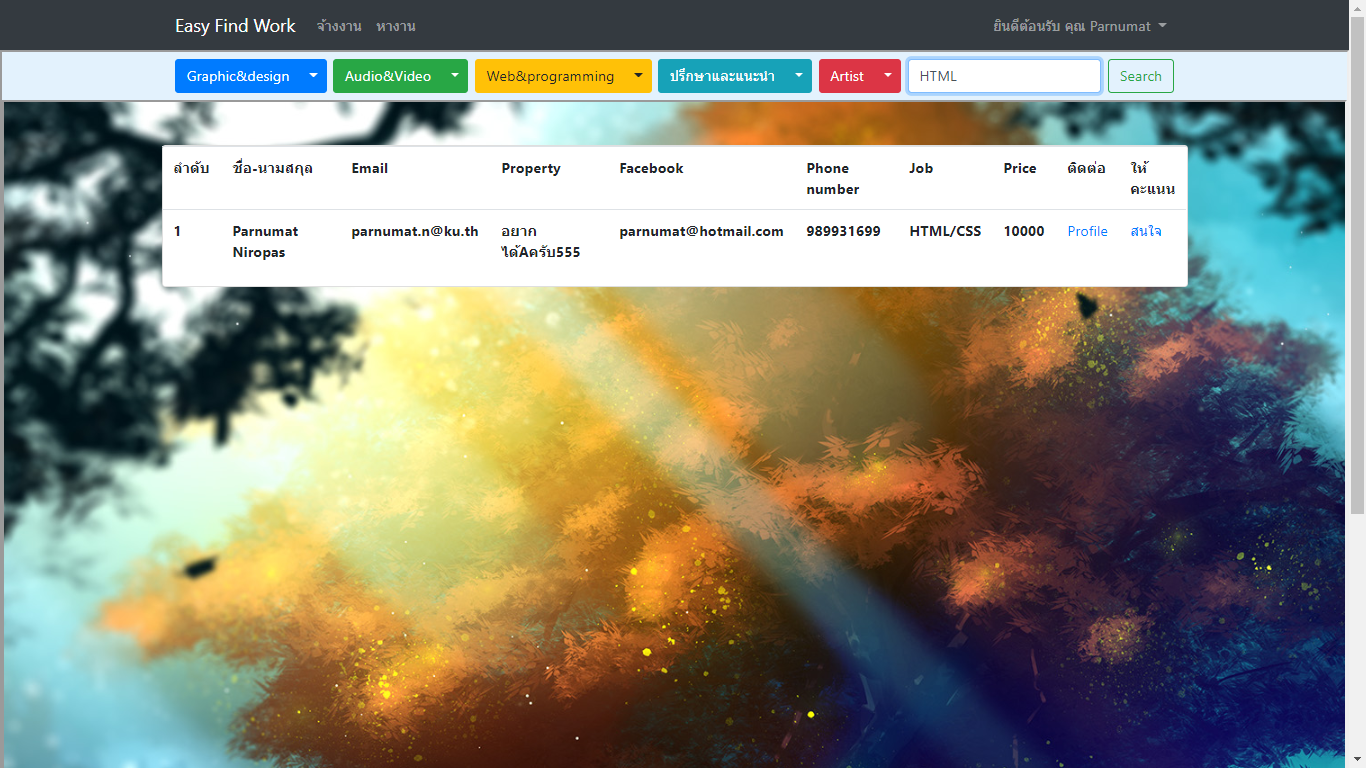 Easy Find Work จ้างงาน หางาน ยินดีต้อนรับ คุณ Parnumat
Graphic&design Audio&Video Web&programming ปรึกษาและแนะนำ Artist HTML Search
ลำดับ ชื่อ-นามสกุล Email Property Facebook Phone number Job Price ติดต่อ ให้คะแนน
1 Parnumat Niropas parnumat.n@ku.th อยากได้Aครับ555 parnumat@hotmail.com 989931699 HTML/CSS 10000 Profile สนใจ